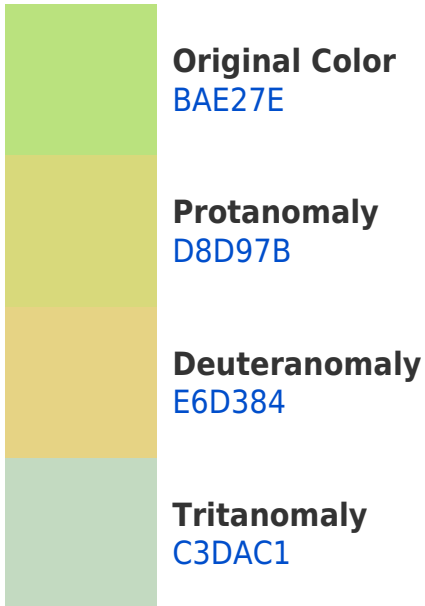 Original Color
BAE27E
Protanomaly
D8D97B
Deuteranomaly
E6D384
Tritanomaly
C3DAC1